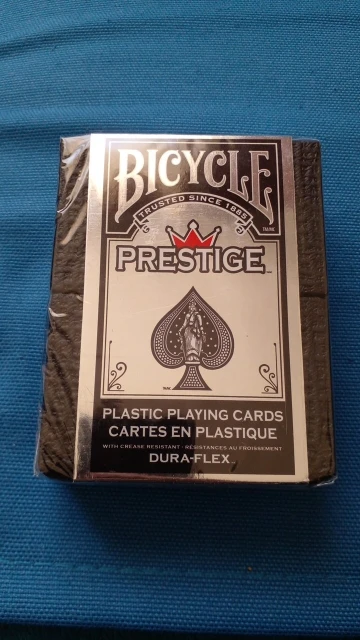 BICYCLE
TRUSTED SINCE 1885
PRESTIGE
PLASTIC PLAYING CARDS
CARTES EN PLASTIQUE
WITH CREASE RESISTANT · RÉSISTANCES AU FROISSEMENT
DURA-FLEX